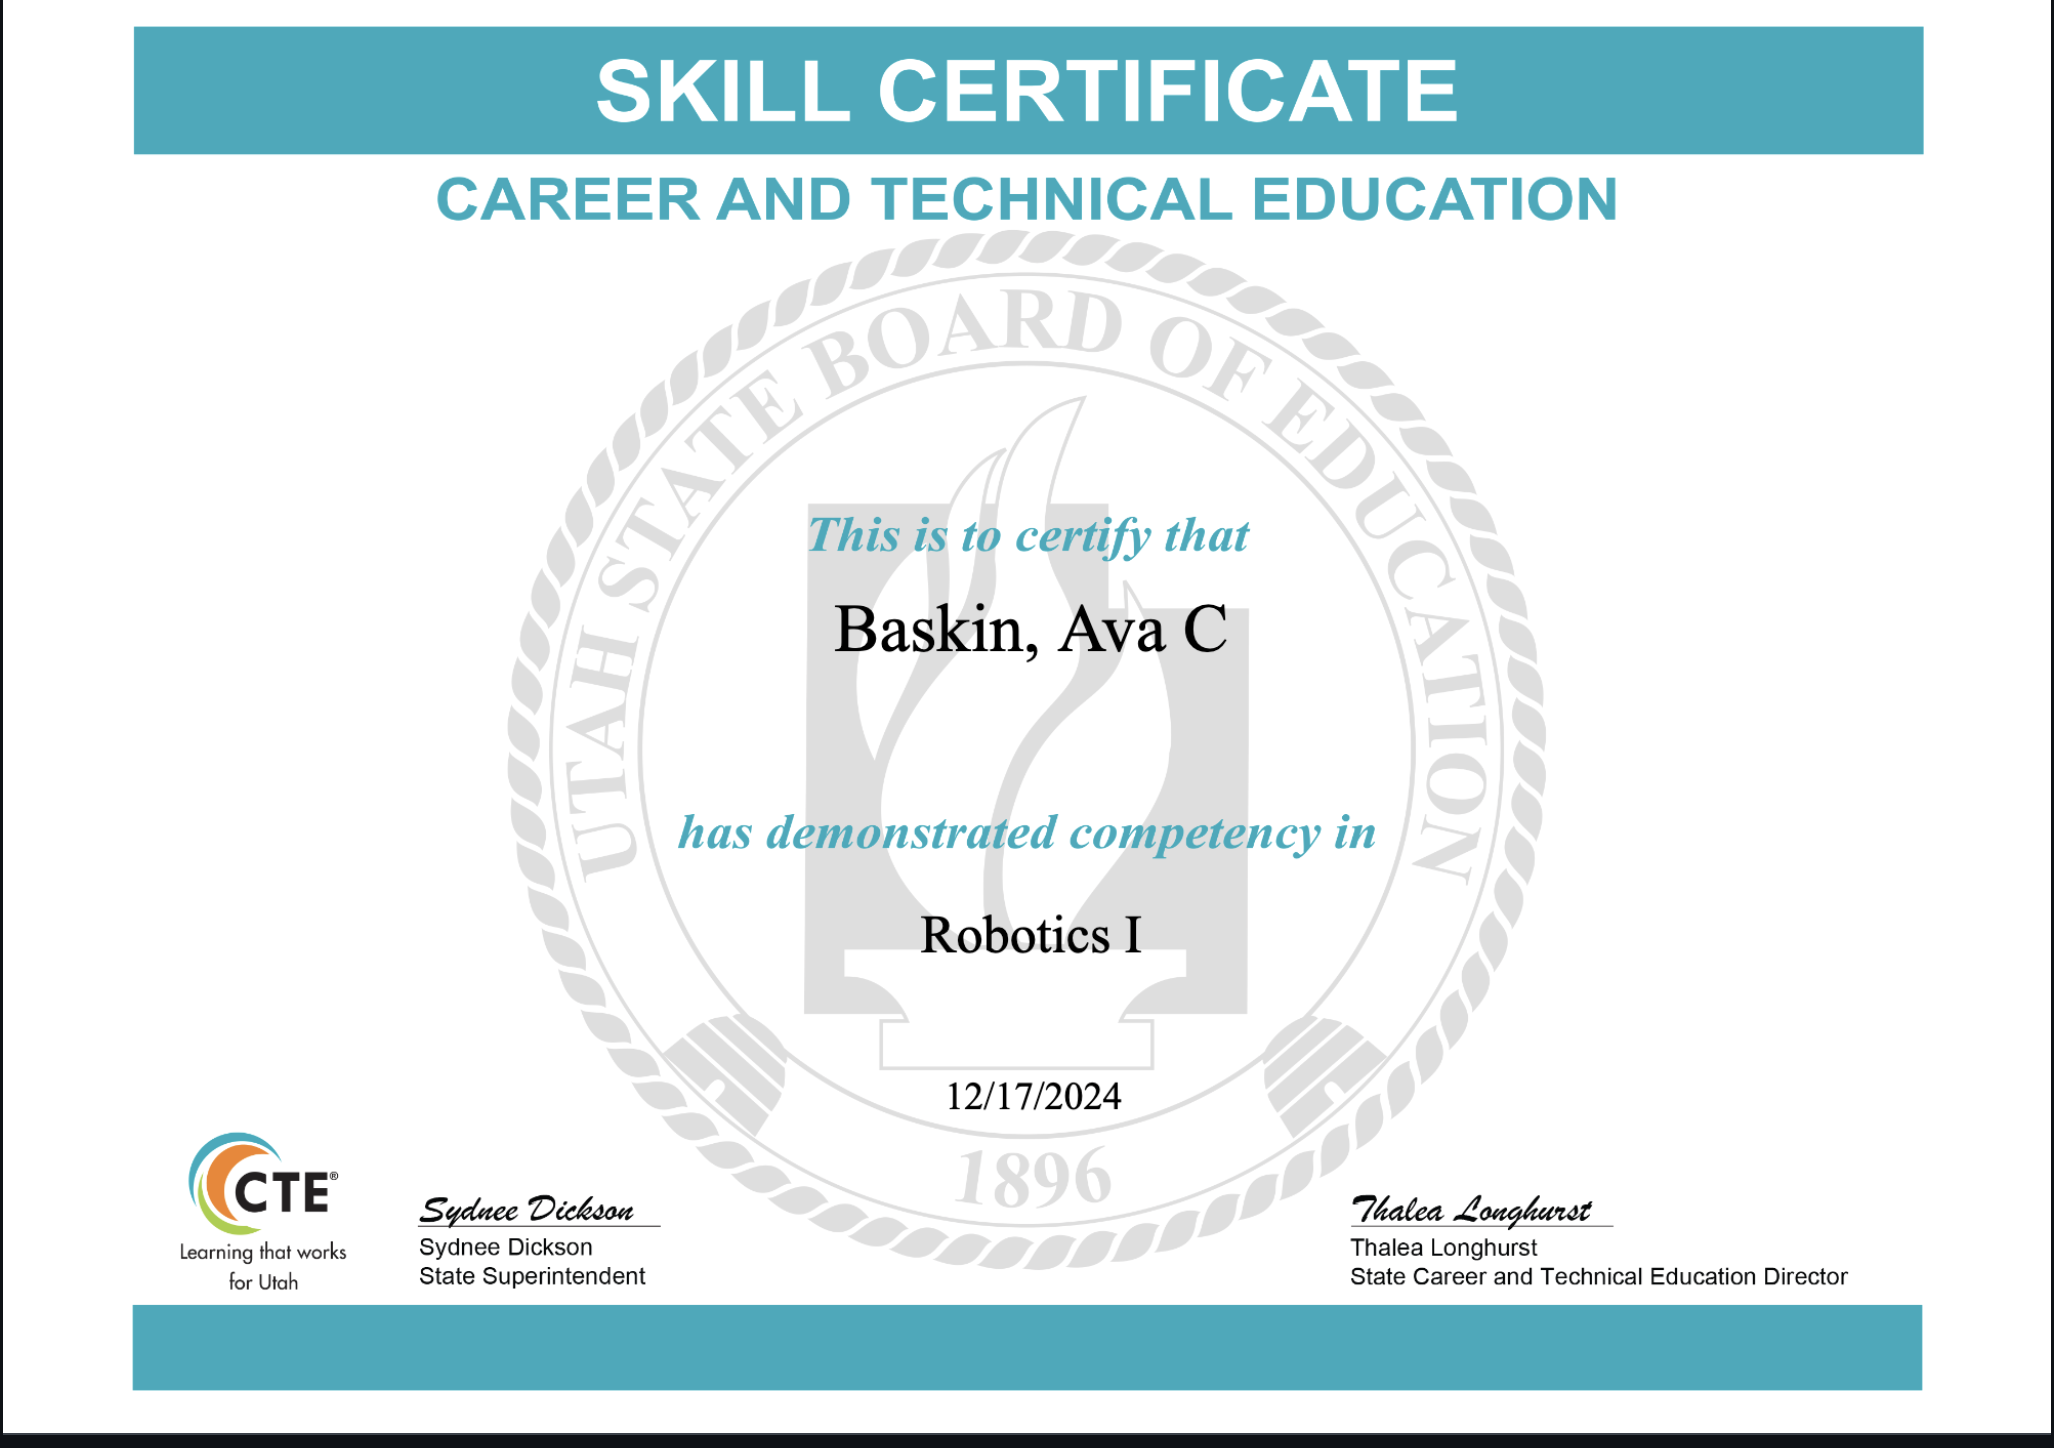 SKILL CERTIFICATE
CAREER AND TECHNICAL EDUCATION
UTAH STATE BOARD OF EDUCATION
This is to certify that
Baskin, Ava C
has demonstrated competency in
Robotics I
12/17/2024
1896
CTE®
Learning that works
for Utah
Sydnee Dickson
Sydnee Dickson
State Superintendent
Thalea Longhurst
Thalea Longhurst
State Career and Technical Education Director